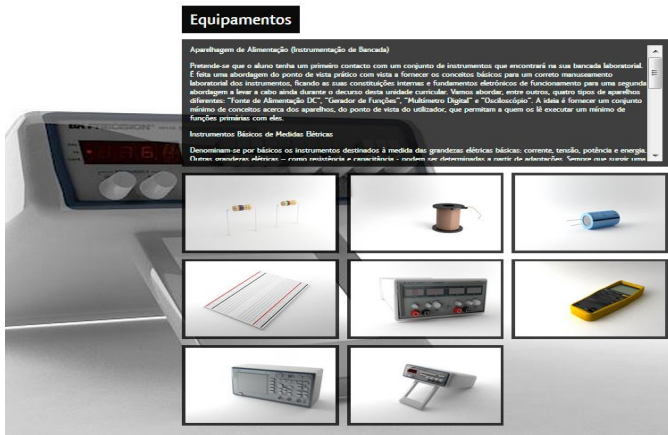 Equipamentos
Aparelhagem de Alimentação (Instrumentação de Bancada)
Pretende-se que o aluno tenha um primeiro contacto com um conjunto de instrumentos que encontrará na sua bancada laboratorial.
É feita uma abordagem do ponto de vista prático com vista a fornecer os conceitos básicos para um correto manuseamento
laboratorial dos instrumentos, ficando as suas constituições internas e fundamentos eletrónicos de funcionamento para uma segunda
abordagem a levar a cabo ainda durante o decurso desta unidade curricular. Vamos abordar, entre outros, quatro tipos de aparelhos
diferentes: "Fonte de Alimentação DC", "Gerador de Funções", "Multímetro Digital" e "Osciloscópio". A ideia é fornecer um conjunto
mínimo de conceitos acerca dos aparelhos, do ponto de vista do utilizador, que permitam a quem os lê executar um mínimo de
funções primárias com eles.
Instrumentos Básicos de Medidas Elétricas
Denominam-se por básicos os instrumentos destinados à medida das grandezas elétricas básicas: corrente, tensão, potência e energia.
Outras grandezas elétricas – como resistência e capacitância - podem ser determinadas a partir de adaptações. Sempre que surgir uma